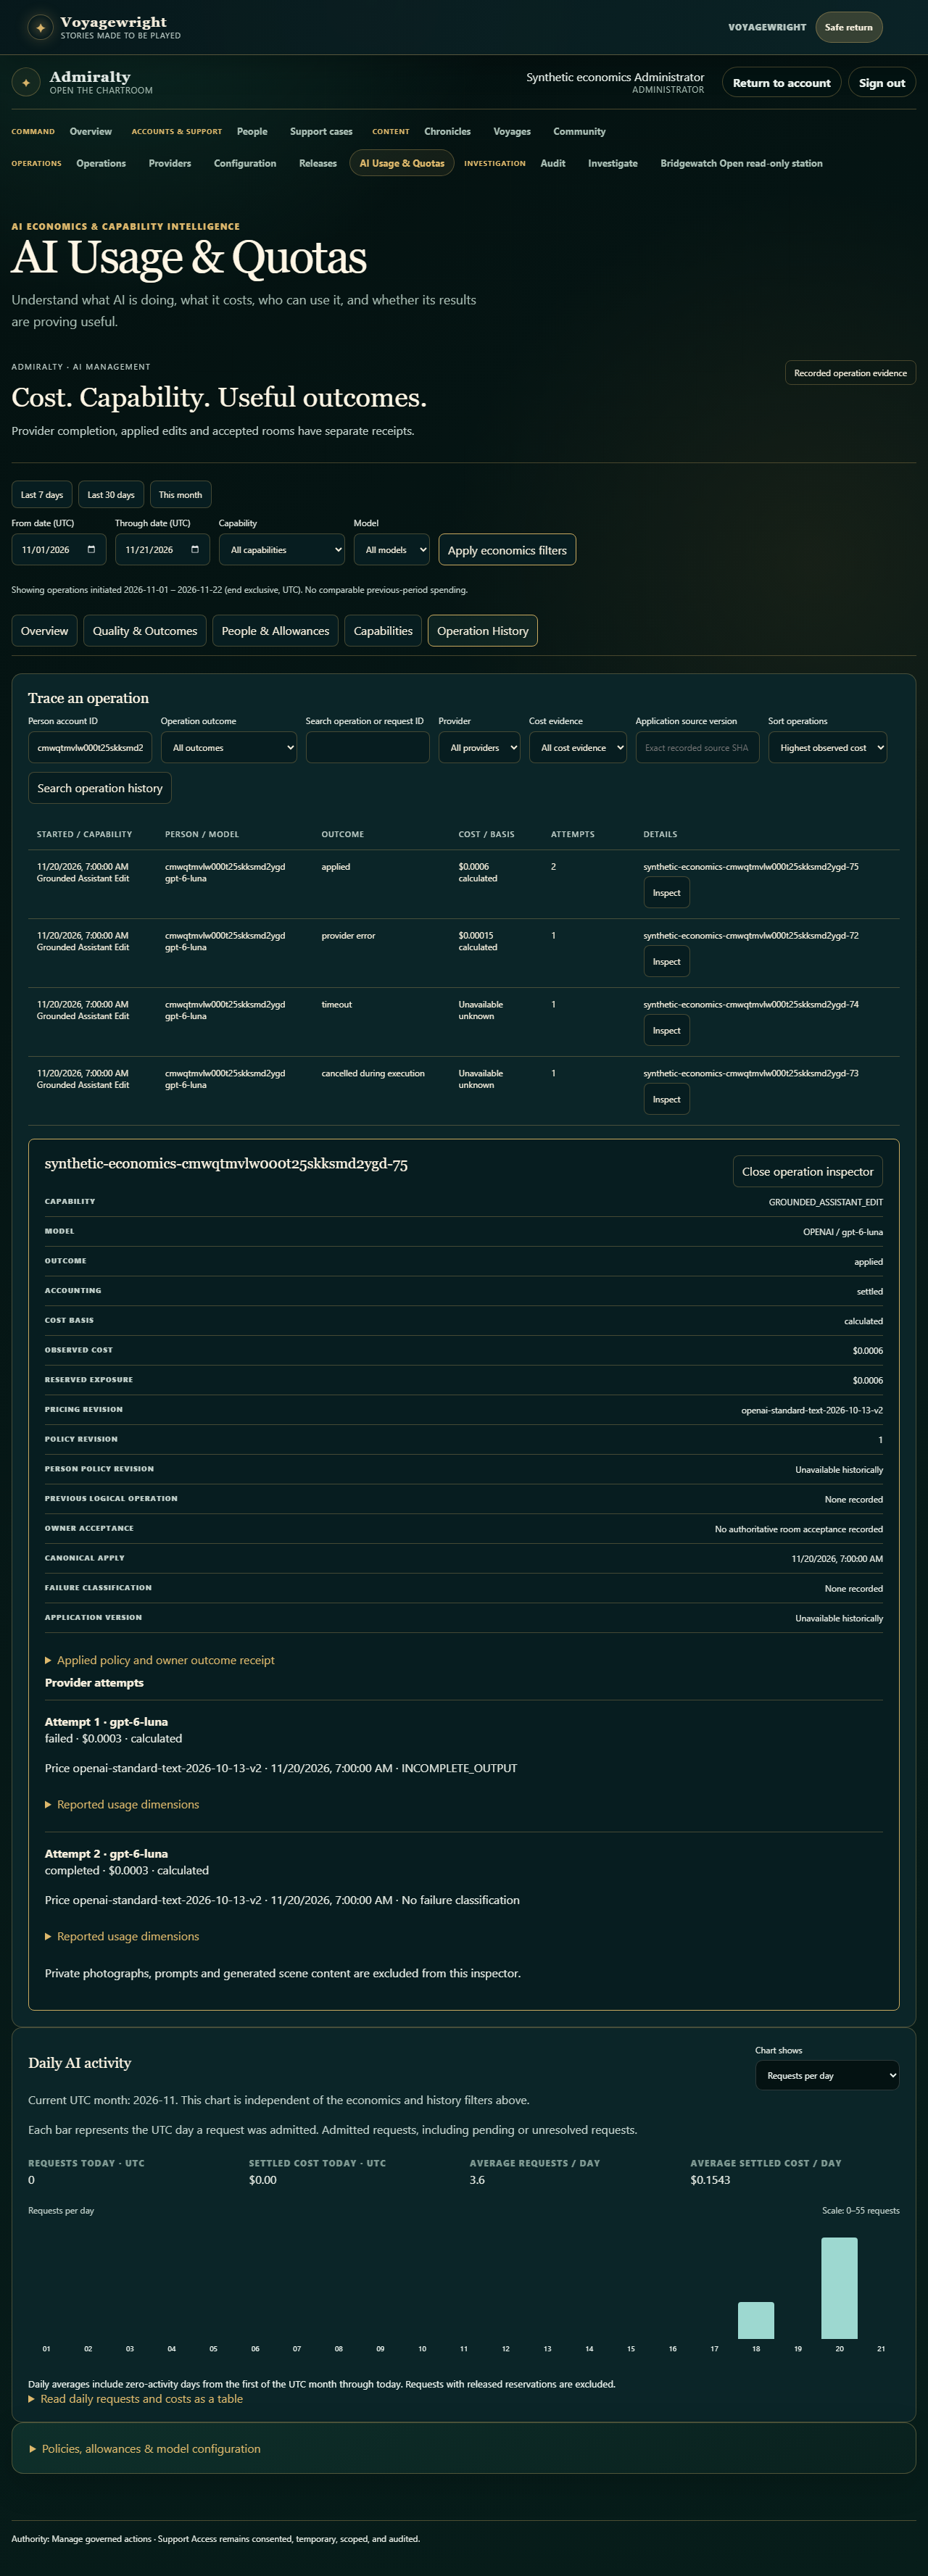 Voyagewright
STORIES MADE TO BE PLAYED
VOYAGEWRIGHT
Safe return
Admiralty
OPEN THE CHARTROOM
Synthetic economics Administrator
ADMINISTRATOR
Return to account
Sign out
COMMAND Overview ACCOUNTS & SUPPORT People Support cases CONTENT Chronicles Voyages Community
OPERATIONS Operations Providers Configuration Releases AI Usage & Quotas INVESTIGATION Audit Investigate Bridgewatch Open read-only station
AI ECONOMICS & CAPABILITY INTELLIGENCE
AI Usage & Quotas
Understand what AI is doing, what it costs, who can use it, and whether its results
are proving useful.
ADMIRALTY · AI MANAGEMENT
Recorded operation evidence
Cost. Capability. Useful outcomes.
Provider completion, applied edits and accepted rooms have separate receipts.
Last 7 days Last 30 days This month
From date (UTC) Through date (UTC) Capability Model
11/01/2026 11/21/2026 All capabilities All models Apply economics filters
Showing operations initiated 2026-11-01 – 2026-11-22 (end exclusive, UTC). No comparable previous-period spending.
Overview Quality & Outcomes People & Allowances Capabilities Operation History
Trace an operation
Person account ID Operation outcome Search operation or request ID Provider Cost evidence Application source version Sort operations
cmwqtmvlw000t25skksmd2 All outcomes All providers All cost evidence Exact recorded source SHA Highest observed cost
Search operation history
STARTED / CAPABILITY PERSON / MODEL OUTCOME COST / BASIS ATTEMPTS DETAILS
11/20/2026, 7:00:00 AM cmwqtmvlw000t25skksmd2ygd applied $0.0006 2 synthetic-economics-cmwqtmvlw000t25skksmd2ygd-75
Grounded Assistant Edit gpt-6-luna calculated
Inspect
11/20/2026, 7:00:00 AM cmwqtmvlw000t25skksmd2ygd provider error $0.00015 1 synthetic-economics-cmwqtmvlw000t25skksmd2ygd-72
Grounded Assistant Edit gpt-6-luna calculated
Inspect
11/20/2026, 7:00:00 AM cmwqtmvlw000t25skksmd2ygd timeout Unavailable 1 synthetic-economics-cmwqtmvlw000t25skksmd2ygd-74
Grounded Assistant Edit gpt-6-luna unknown
Inspect
11/20/2026, 7:00:00 AM cmwqtmvlw000t25skksmd2ygd cancelled during execution Unavailable 1 synthetic-economics-cmwqtmvlw000t25skksmd2ygd-73
Grounded Assistant Edit gpt-6-luna unknown
Inspect
synthetic-economics-cmwqtmvlw000t25skksmd2ygd-75
Close operation inspector
CAPABILITY GROUNDED_ASSISTANT_EDIT
MODEL OPENAI / gpt-6-luna
OUTCOME applied
ACCOUNTING settled
COST BASIS calculated
OBSERVED COST $0.0006
RESERVED EXPOSURE $0.0006
PRICING REVISION openai-standard-text-2026-10-13-v2
POLICY REVISION 1
PERSON POLICY REVISION Unavailable historically
PREVIOUS LOGICAL OPERATION None recorded
OWNER ACCEPTANCE No authoritative room acceptance recorded
CANONICAL APPLY 11/20/2026, 7:00:00 AM
FAILURE CLASSIFICATION None recorded
APPLICATION VERSION Unavailable historically
Applied policy and owner outcome receipt
Provider attempts
Attempt 1 · gpt-6-luna
failed · $0.0003 · calculated
Price openai-standard-text-2026-10-13-v2 · 11/20/2026, 7:00:00 AM · INCOMPLETE_OUTPUT
Reported usage dimensions
Attempt 2 · gpt-6-luna
completed · $0.0003 · calculated
Price openai-standard-text-2026-10-13-v2 · 11/20/2026, 7:00:00 AM · No failure classification
Reported usage dimensions
Private photographs, prompts and generated scene content are excluded from this inspector.
Daily AI activity
Chart shows
Requests per day
Current UTC month: 2026-11. This chart is independent of the economics and history filters above.
Each bar represents the UTC day a request was admitted. Admitted requests, including pending or unresolved requests.
REQUESTS TODAY · UTC SETTLED COST TODAY · UTC AVERAGE REQUESTS / DAY AVERAGE SETTLED COST / DAY
0 $0.00 3.6 $0.1543
Requests per day Scale: 0–55 requests
01 02 03 04 05 06 07 08 09 10 11 12 13 14 15 16 17 18 19 20 21
Daily averages include zero-activity days from the first of the UTC month through today. Requests with released reservations are excluded.
Read daily requests and costs as a table
Policies, allowances & model configuration
Authority: Manage governed actions · Support Access remains consented, temporary, scoped, and audited.